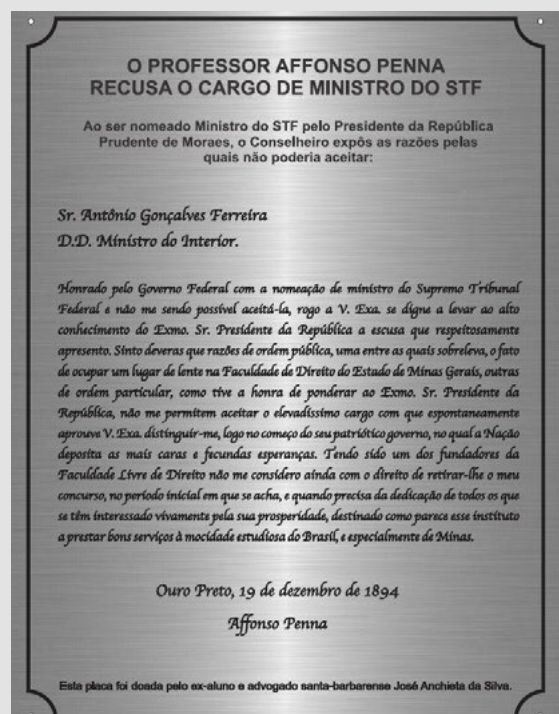 O PROFESSOR AFFONSO PENNA
RECUSA O CARGO DE MINISTRO DO STF
Ao ser nomeado Ministro do STF pelo Presidente da República
Prudente de Moraes, o Conselheiro expôs as razões pelas
quais não poderia aceitar:
Sr. Antônio Gonçalves Ferreira
D.D. Ministro do Interior.
Honrado pelo Governo Federal com a nomeação de ministro do Supremo Tribunal
Federal e não me sendo possível aceitá-la, rogo a V. Exa. se digne a levar ao alto
conhecimento do Exmo. Sr. Presidente da República a escusa que respeitosamente
apresento. Sinto deveras que razões de ordem pública, uma entre as quais sobreleva, o fato
de ocupar um lugar de lente na Faculdade de Direito do Estado de Minas Gerais, outras
de ordem particular, como tive a honra de ponderar ao Exmo. Sr. Presidente da
República, não me permitem aceitar o elevadíssimo cargo com que espontaneamente
aprouve V. Exa. distinguir-me, logo no começo do seu patriótico governo, no qual a Nação
deposita as mais caras e fecundas esperanças. Tendo sido um dos fundadores da
Faculdade Livre de Direito não me considero ainda com o direito de retirar-lhe o meu
concurso, no período inicial em que se acha, e quando precisa da dedicação de todos os que
se têm interessado vivamente pela sua prosperidade, destinado como parece esse instituto
a prestar bons serviços à mocidade estudiosa do Brasil, e especialmente de Minas.
Ouro Preto, 19 de dezembro de 1894
Affonso Penna
Esta placa foi doada pelo ex-aluno e advogado santa-barbarense José Anchieta da Silva.